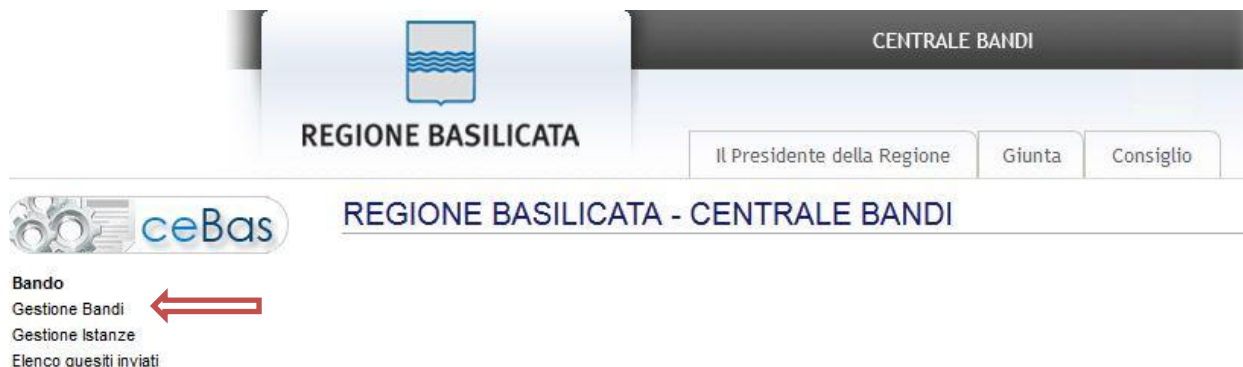 CENTRALE BANDI
REGIONE BASILICATA
Il Presidente della Regione
Giunta
Consiglio
ceBas
REGIONE BASILICATA - CENTRALE BANDI
Bando
Gestione Bandi
Gestione Istanze
Elenco quesiti inviati